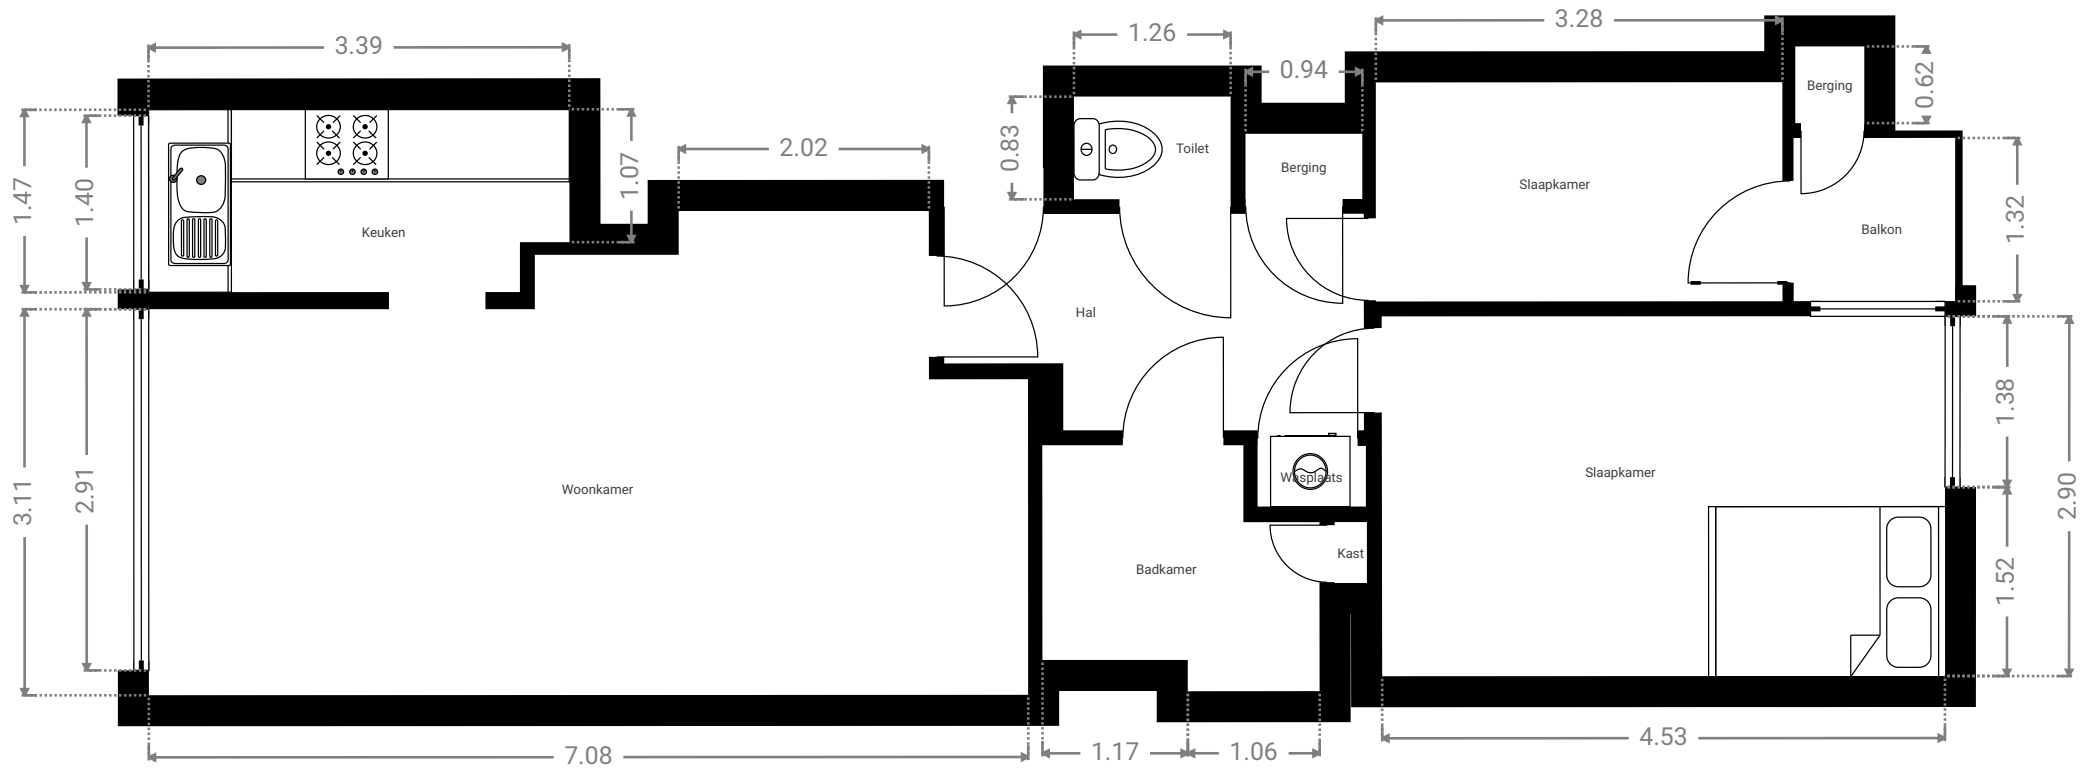 3.28
1.26
3.39
0.94
0.62
Berging
2.02
0.83
Toilet
1.07
Berging
Slaapkamer
1.47
1.40
1.32
Keuken
Balkon
Hal
1.38
Woonkamer
Wasplaats
Slaapkamer
2.91
3.11
2.90
Kast
Badkamer
1.52
4.53
7.08
1.17
1.06